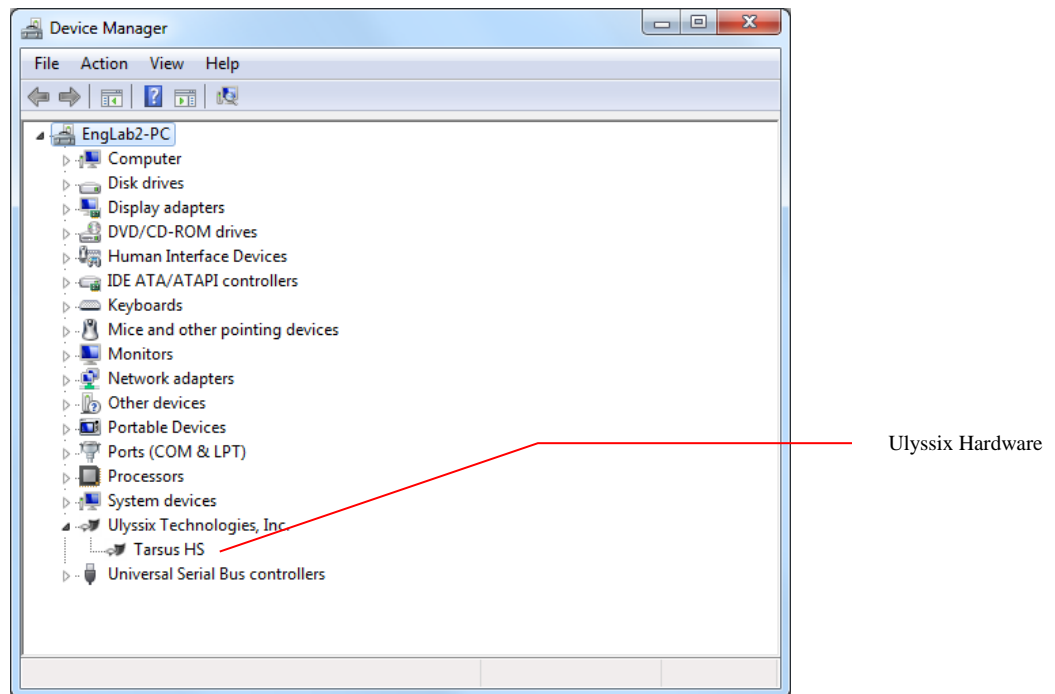 Device Manager
File Action View Help
EngLab2-PC
Computer
Disk drives
Display adapters
DVD/CD-ROM drives
Human Interface Devices
IDE ATA/ATAPI controllers
Keyboards
Mice and other pointing devices
Monitors
Network adapters
Other devices
Portable Devices
Ports (COM & LPT)
Processors
System devices
Ulyssix Technologies, Inc.
Tarsus HS
Universal Serial Bus controllers
Ulyssix Hardware